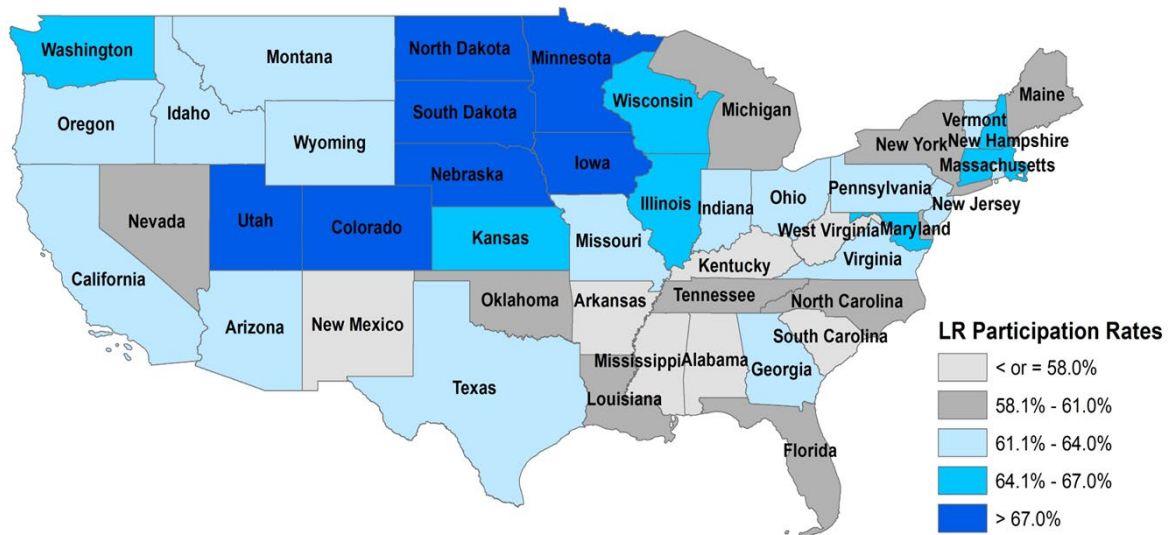 Washington
Montana
North Dakota
Minnesota
Maine
Idaho
Oregon
South Dakota
Wisconsin
Michigan
Vermont
New Hampshire
New York
Massachusetts
Wyoming
Nebraska
Iowa
Illinois
Indiana
Ohio
Pennsylvania
New Jersey
Nevada
Utah
Colorado
Kansas
Missouri
West Virginia
Maryland
Virginia
California
Kentucky
Arizona
New Mexico
Oklahoma
Arkansas
Tennessee
North Carolina
South Carolina
Texas
Mississippi
Alabama
Georgia
Louisiana
Florida
LR Participation Rates
< or = 58.0%
58.1% - 61.0%
61.1% - 64.0%
64.1% - 67.0%
> 67.0%